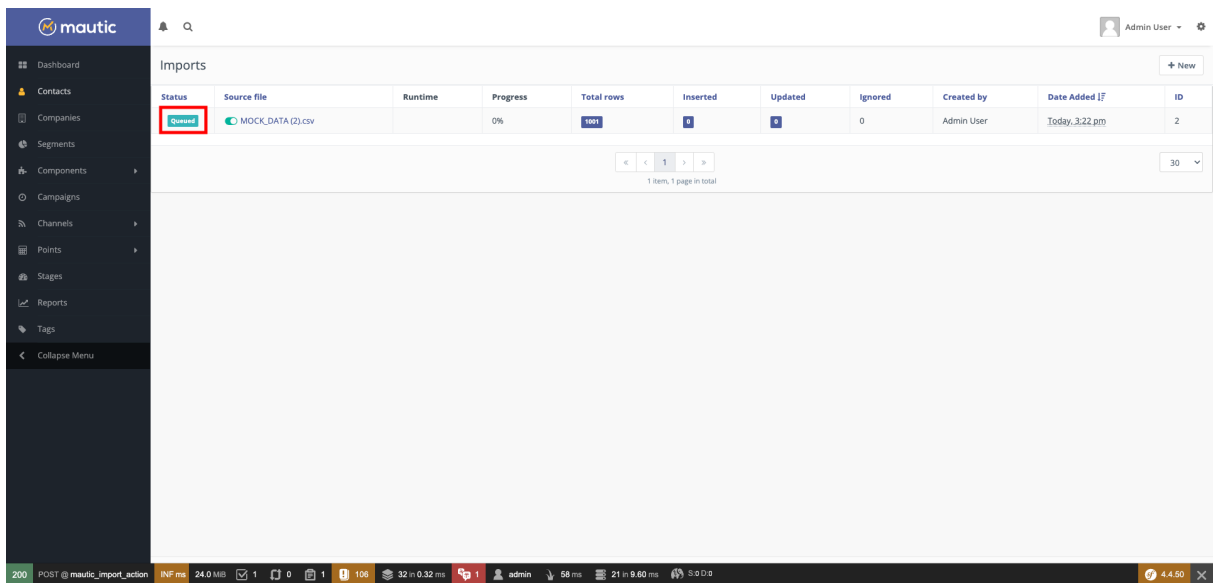 mautic
Admin User
Dashboard
Contacts
Companies
Segments
Components
Campaigns
Channels
Points
Stages
Reports
Tags
Collapse Menu
Imports
+ New
Status Source file Runtime Progress Total rows Inserted Updated Ignored Created by Date Added ID
Queued MOCK_DATA (2).csv 0% 1001 0 0 0 Admin User Today, 3:22 pm 2
« ‹ 1 › »
30
1 item, 1 page in total
200 POST @ mautic_import_action INF ms 24.0 MiB 1 0 1 106 32 in 0.32 ms 1 admin 58 ms 21 in 9.60 ms S:0 D:0 4.4.50